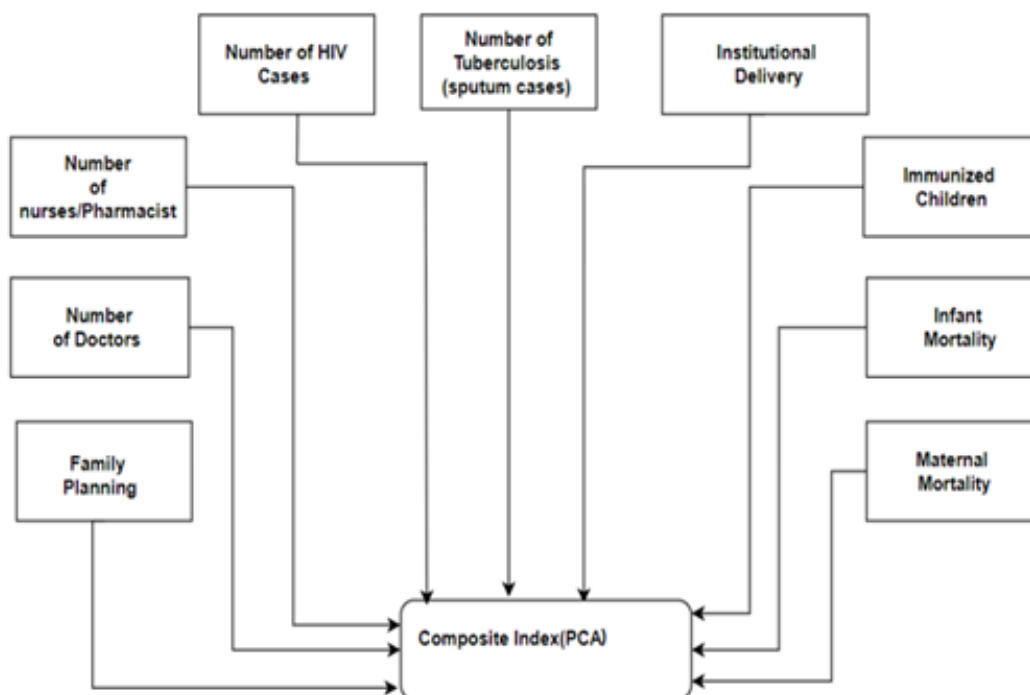 Number of HIV
Cases
Number of
Tuberculosis
(sputum cases)
Institutional
Delivery
Number
of
nurses/Pharmacist
Immunized
Children
Number
of Doctors
Infant
Mortality
Family
Planning
Maternal
Mortality
Composite Index(PCA)